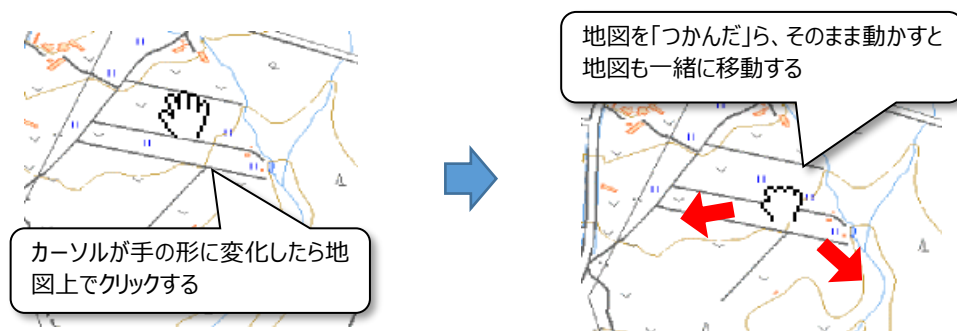 地図を「つかんだ」ら、そのまま動かすと
地図も一緒に移動する
カーソルが手の形に変化したら地
図上でクリックする